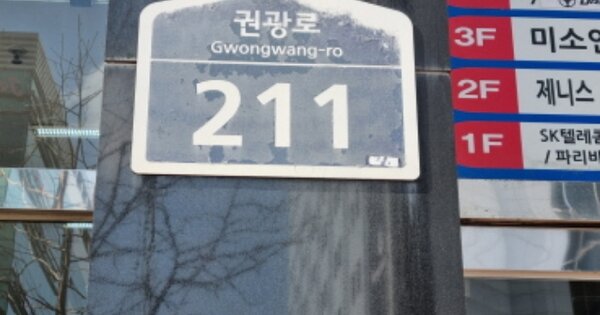 권광로
Gwongwang-ro
211
3F 미소안
2F 제니스
1F SK텔레콤
/ 파리바